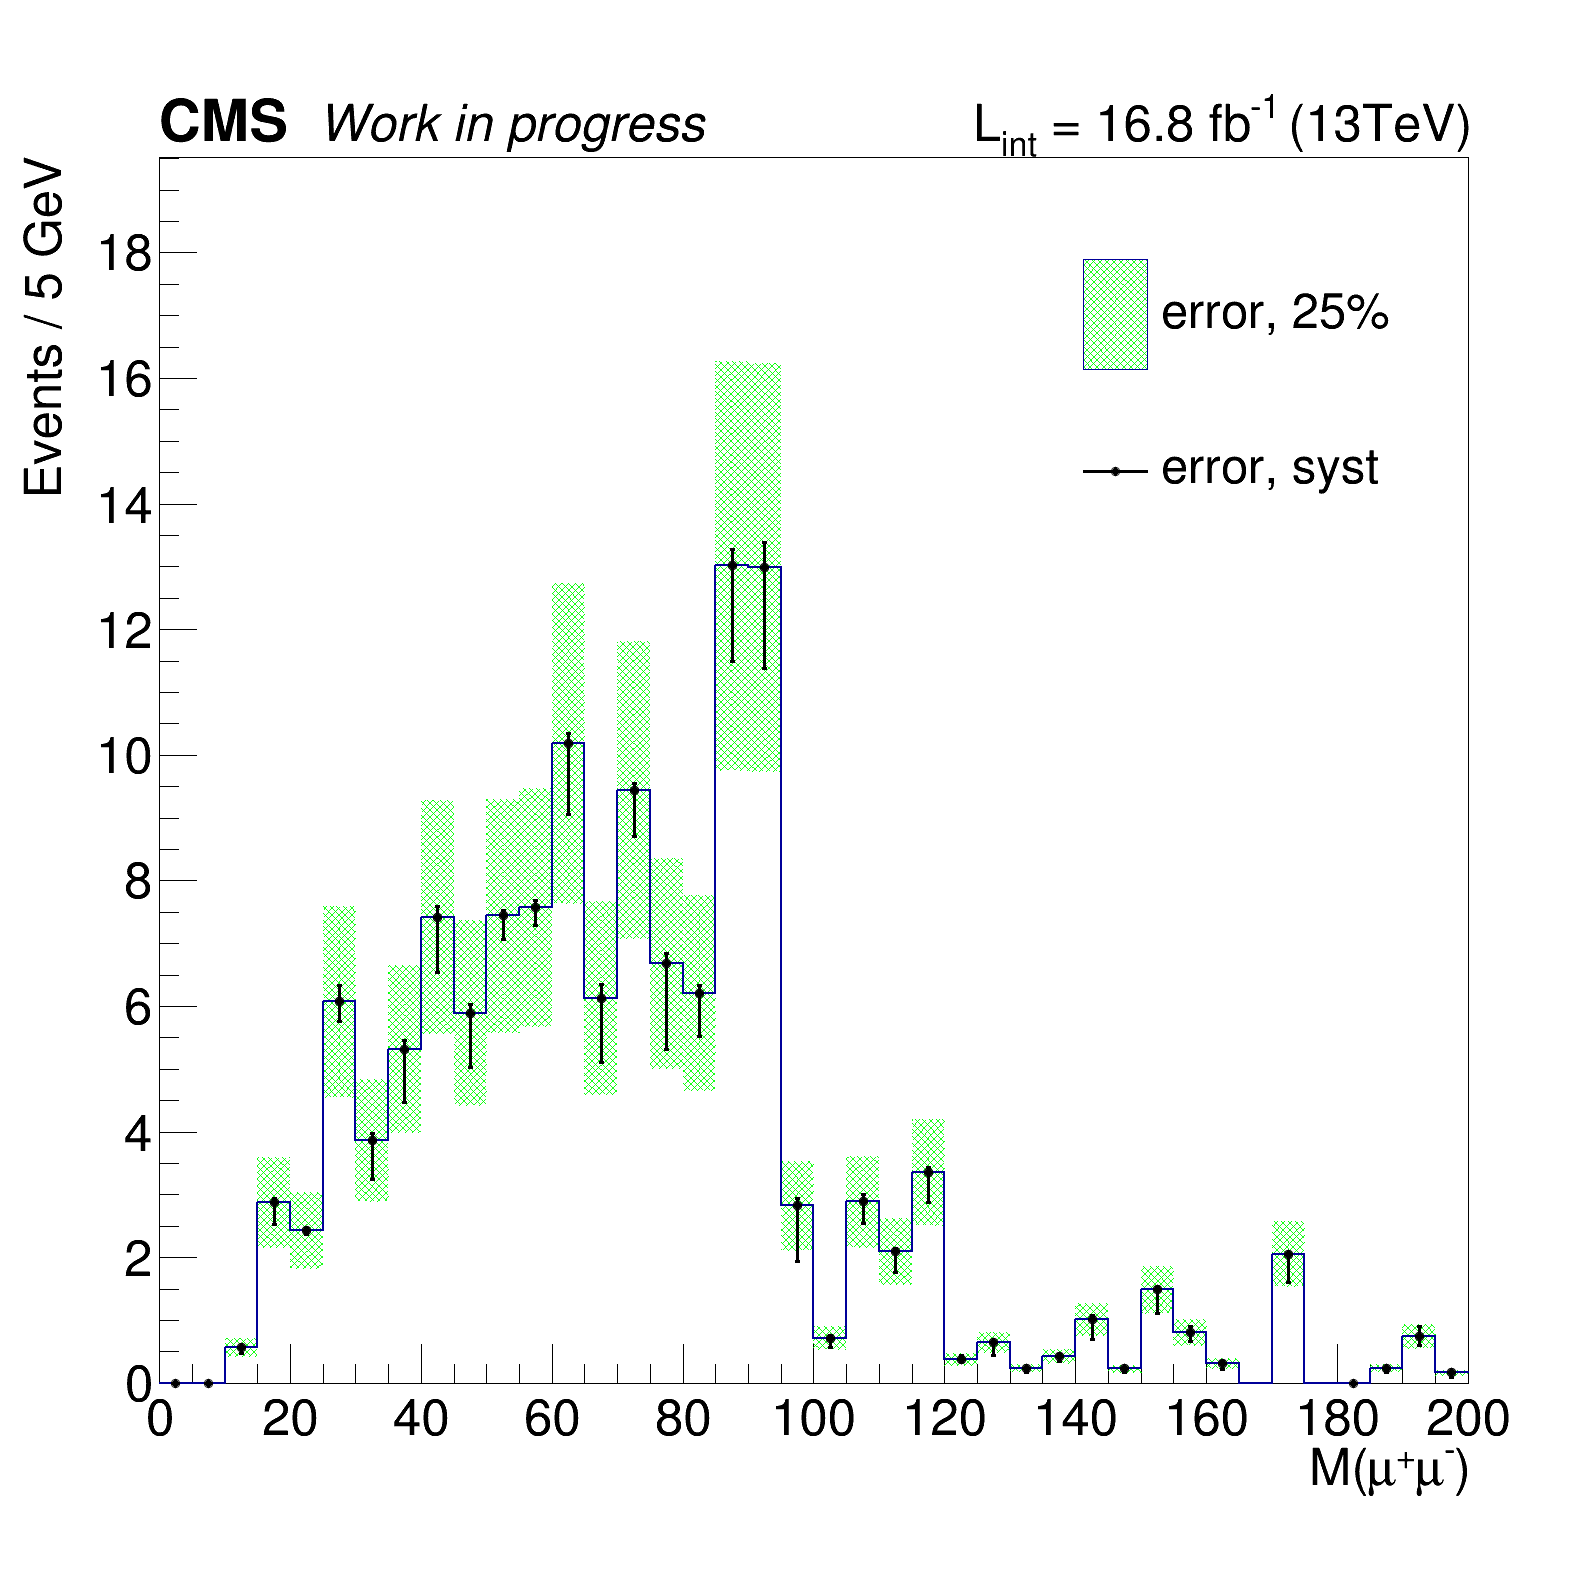 CMS Work in progress
L_int = 16.8 fb^-1 (13TeV)
Events / 5 GeV
18
16
14
12
10
8
6
4
2
0
error, 25%
error, syst
0 20 40 60 80 100 120 140 160 180 200
M(μ⁺μ⁻)